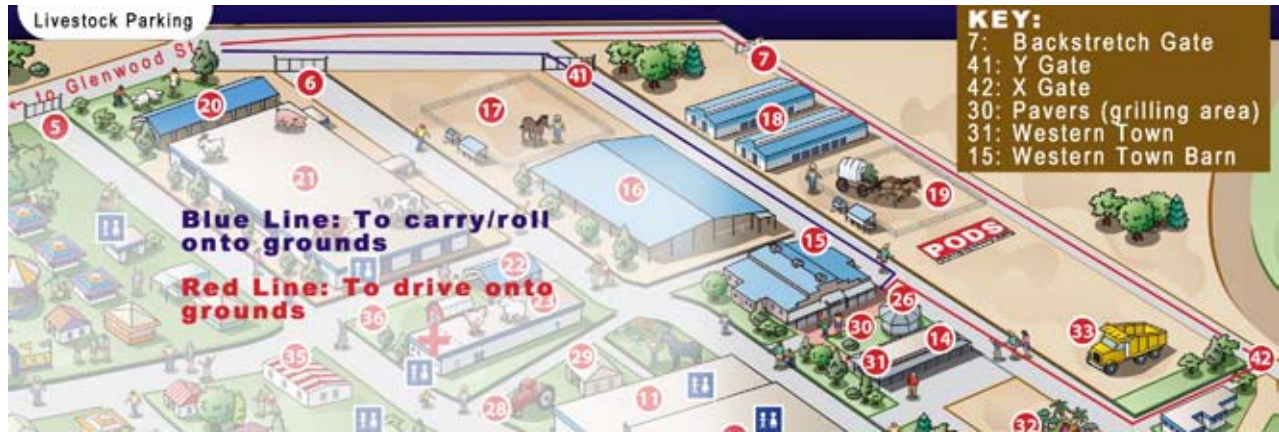 Livestock Parking
to Glenwood St
KEY:
7: Backstretch Gate
41: Y Gate
42: X Gate
30: Pavers (grilling area)
31: Western Town
15: Western Town Barn
7
6
41
5
20
17
18
21
16
19
Blue Line: To carry/roll
onto grounds
Red Line: To drive onto
grounds
15
PODS
22
23
26
36
30
14
33
31
42
35
29
28
11
32